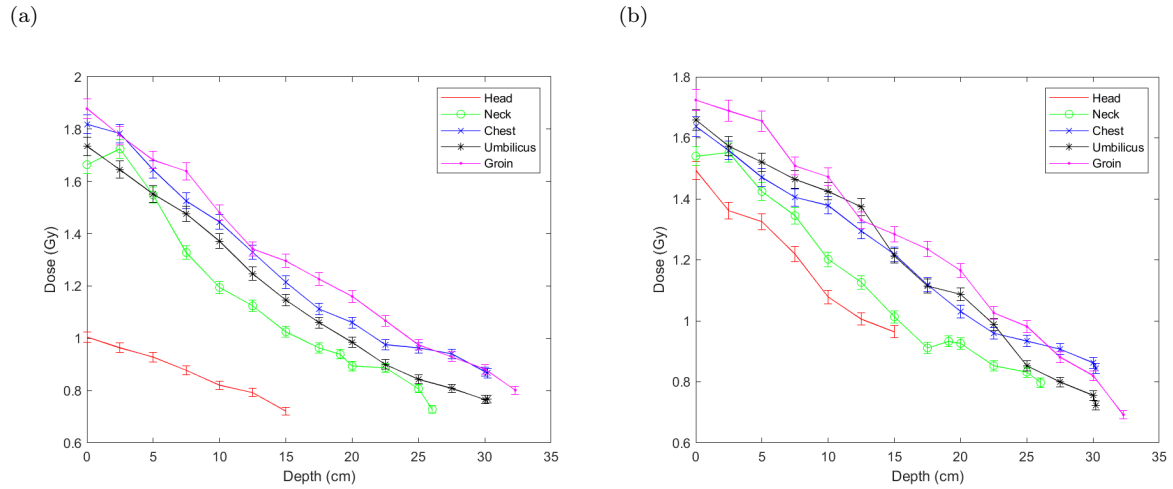 (a)
2
1.8
1.6
1.4
1.2
1
0.8
0.6
Dose (Gy)
0 5 10 15 20 25 30 35
Depth (cm)
Head
Neck
Chest
Umbilicus
Groin
(b)
1.8
1.6
1.4
1.2
1
0.8
0.6
Dose (Gy)
0 5 10 15 20 25 30 35
Depth (cm)
Head
Neck
Chest
Umbilicus
Groin